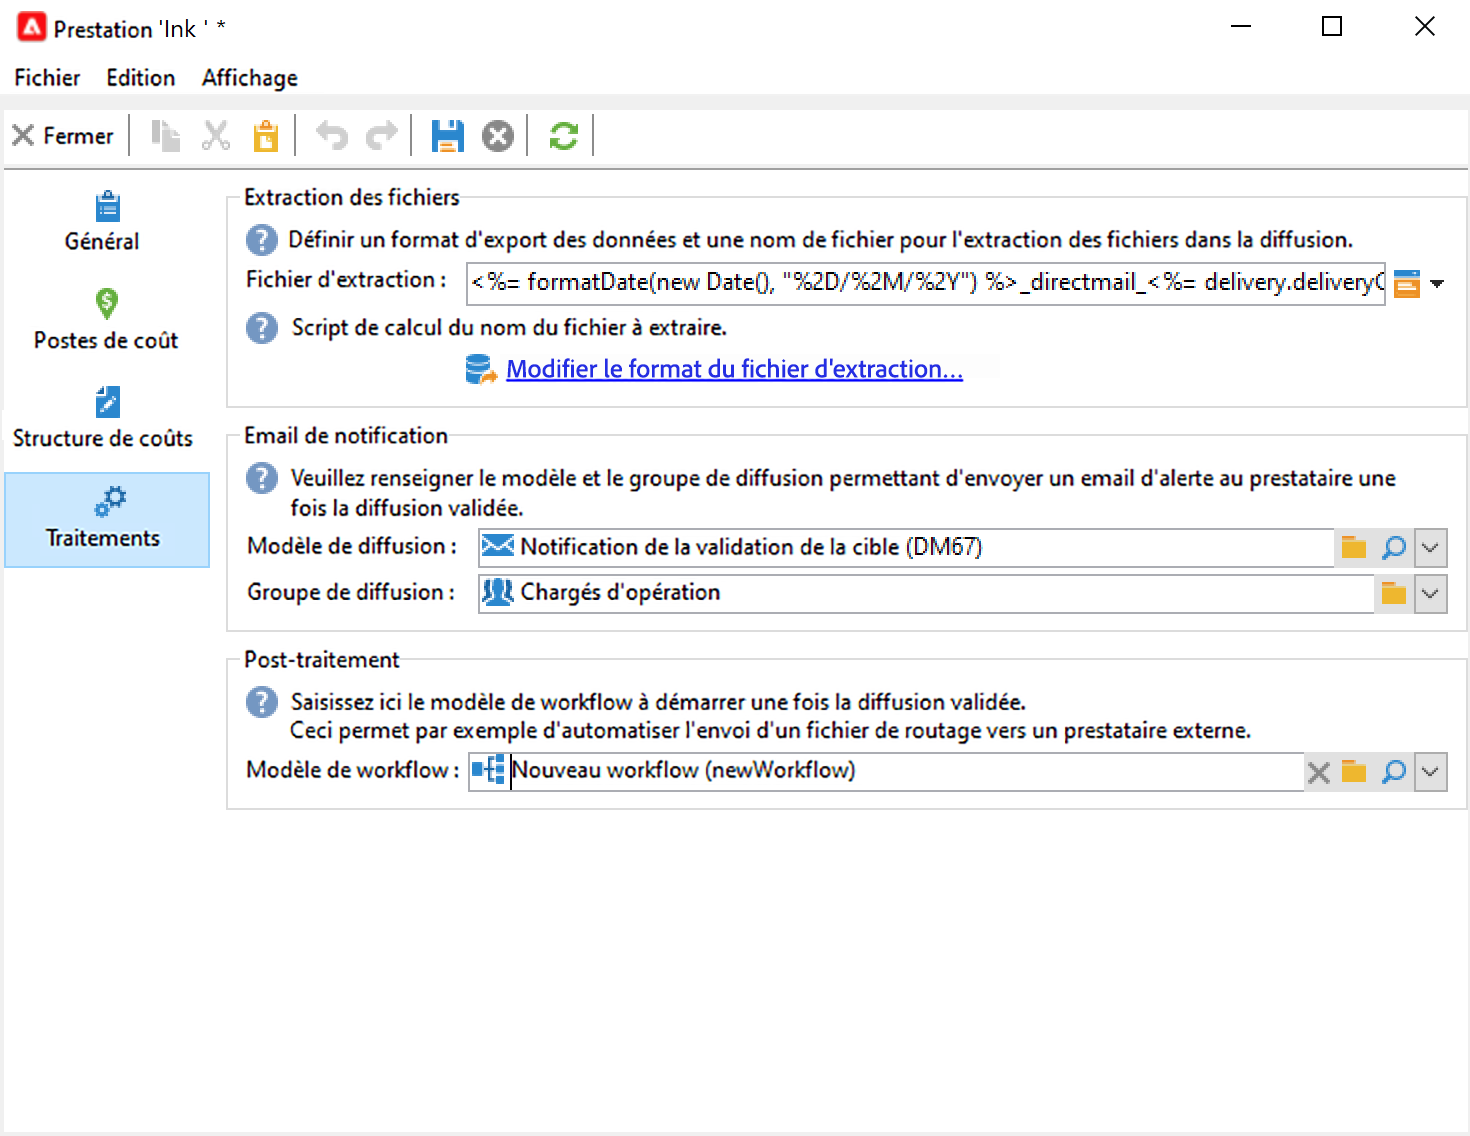 Prestation 'Ink ' *
Fichier Edition Affichage
Fermer
Général
Postes de coût
Structure de coûts
Traitements
Extraction des fichiers
Définir un format d'export des données et une nom de fichier pour l'extraction des fichiers dans la diffusion.
Fichier d'extraction : <%= formatDate(new Date(), "%2D/%2M/%2Y") %>_directmail_<%= delivery.deliveryC
Script de calcul du nom du fichier à extraire.
Modifier le format du fichier d'extraction...
Email de notification
Veuillez renseigner le modèle et le groupe de diffusion permettant d'envoyer un email d'alerte au prestataire une
fois la diffusion validée.
Modèle de diffusion : Notification de la validation de la cible (DM67)
Groupe de diffusion : Chargés d'opération
Post-traitement
Saisissez ici le modèle de workflow à démarrer une fois la diffusion validée.
Ceci permet par exemple d'automatiser l'envoi d'un fichier de routage vers un prestataire externe.
Modèle de workflow : Nouveau workflow (newWorkflow)